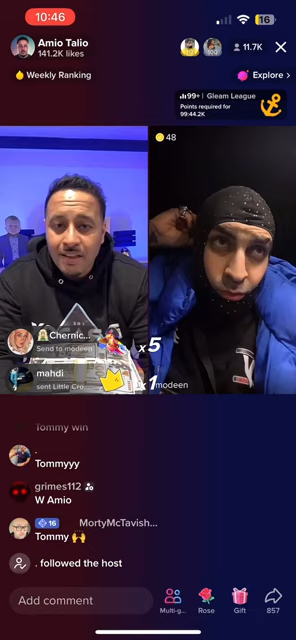 10:46
16
Amio Talio
141.2K likes
11.7K
Weekly Ranking
Explore >
99+ | Gleam League
Points required for
99:44.2K
48
Chernic...
Send to modeen
x5
mahdi
sent Little Cro...
x1
modeen
Tommy win
.
Tommyyy
grimes112
W Amio
16 MortyMcTavish...
Tommy 🙌
. followed the host
Add comment
Multi-g...
Rose
Gift
857